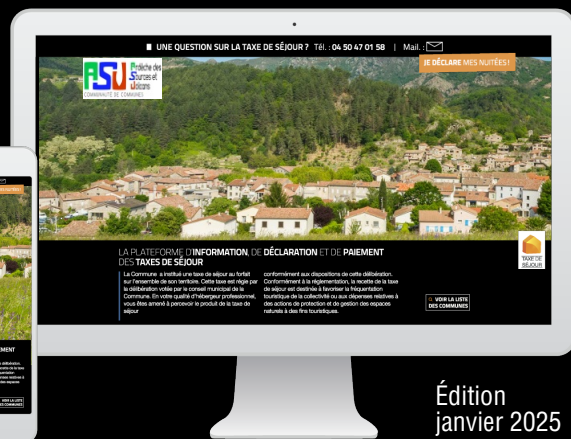 UNE QUESTION SUR LA TAXE DE SÉJOUR ? Tél. : 04 50 47 01 58 | Mail. :
JE DÉCLARE MES NUITÉES !
ASV
Ardèche des
Sources et
Volcans
COMMUNAUTÉ DE COMMUNES
LA PLATEFORME D'INFORMATION, DE DÉCLARATION ET DE PAIEMENT
DES TAXES DE SÉJOUR
La Commune a institué une taxe de séjour au forfait
sur l'ensemble de son territoire. Cette taxe est régie par
la délibération votée par le conseil municipal de la
Commune. En votre qualité d'hébergeur professionnel,
vous êtes amené à percevoir le produit de la taxe de
séjour
conformément aux dispositions de cette délibération.
Conformément à la réglementation, la recette de la taxe
de séjour est destinée à favoriser la fréquentation
touristique de la collectivité ou aux dépenses relatives à
des actions de protection et de gestion des espaces
naturels à des fins touristiques.
TAXE DE
SÉJOUR
VOIR LA LISTE
DES COMMUNES
VOIR LA LISTE
DES COMMUNES
Édition
janvier 2025